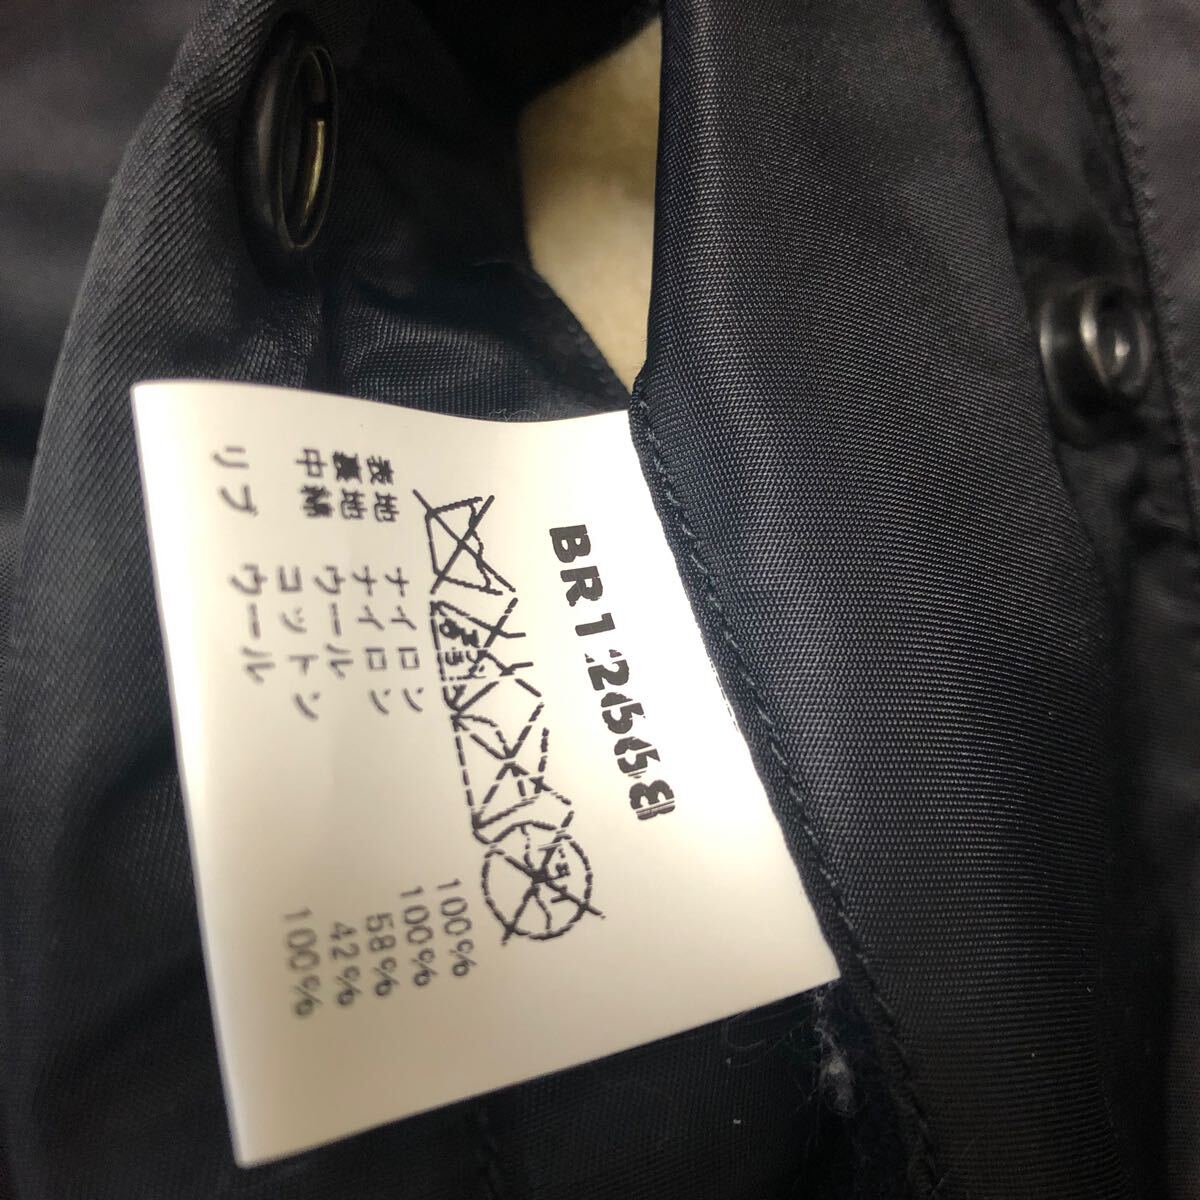 BR12458
表地 ナイロン 100%
裏地 ナイロン 100%
中綿 ウール 58%
コットン 42%
リブ ウール 100%